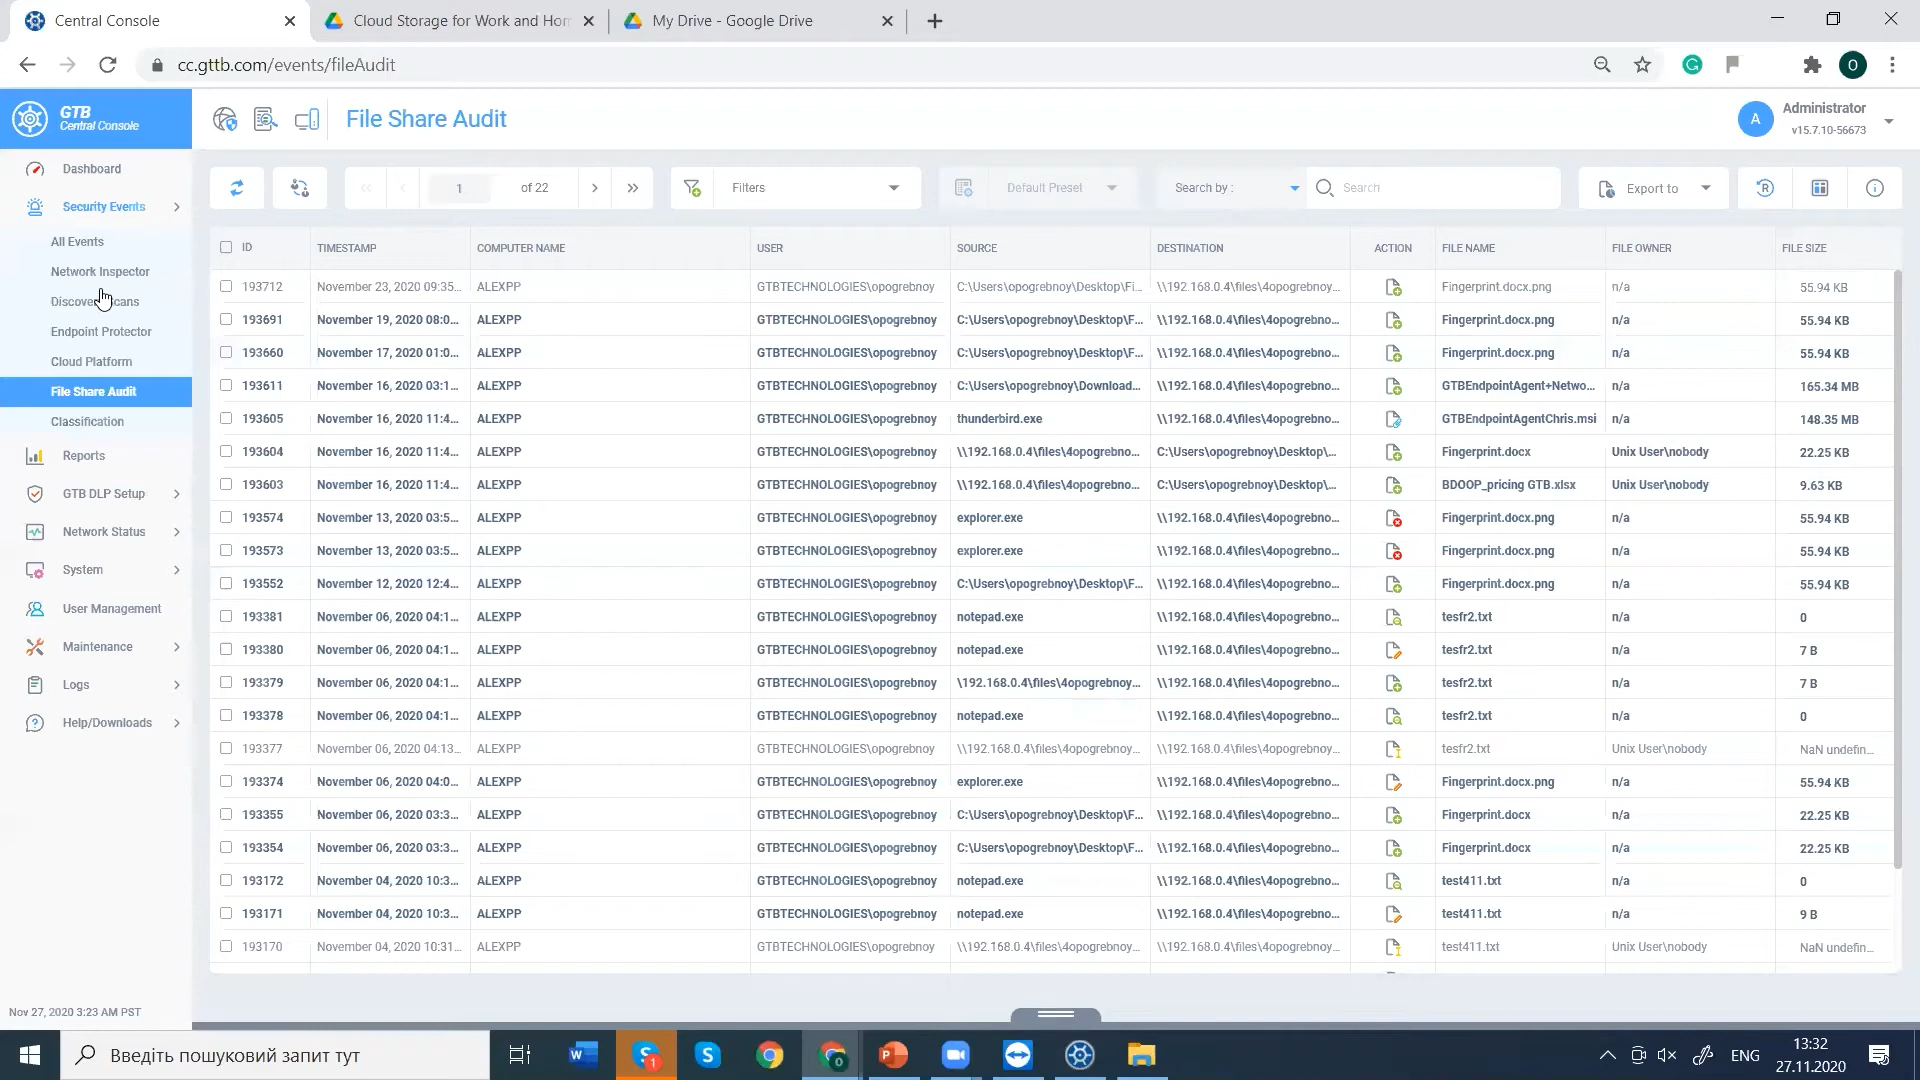 Central Console
Cloud Storage for Work and Hom
My Drive - Google Drive
cc.gttb.com/events/fileAudit
O
GTB
Central Console
File Share Audit
A
Administrator
v15.7.10-56673
Dashboard
Security Events
All Events
Network Inspector
Discovery Scans
Endpoint Protector
Cloud Platform
File Share Audit
Classification
Reports
GTB DLP Setup
Network Status
System
User Management
Maintenance
Logs
Help/Downloads
Nov 27, 2020 3:23 AM PST
1 of 22
Filters
Default Preset
Search by :
Search
Export to
ID TIMESTAMP COMPUTER NAME USER SOURCE DESTINATION ACTION FILE NAME FILE OWNER FILE SIZE
193712 November 23, 2020 09:35... ALEXPP GTBTECHNOLOGIES\opogrebnoy C:\Users\opogrebnoy\Desktop\Fi... \\192.168.0.4\files\4opogrebnoy... Fingerprint.docx.png n/a 55.94 KB
193691 November 19, 2020 08:0... ALEXPP GTBTECHNOLOGIES\opogrebnoy C:\Users\opogrebnoy\Desktop\F... \\192.168.0.4\files\4opogrebno... Fingerprint.docx.png n/a 55.94 KB
193660 November 17, 2020 01:0... ALEXPP GTBTECHNOLOGIES\opogrebnoy C:\Users\opogrebnoy\Desktop\F... \\192.168.0.4\files\4opogrebno... Fingerprint.docx.png n/a 55.94 KB
193611 November 16, 2020 03:1... ALEXPP GTBTECHNOLOGIES\opogrebnoy C:\Users\opogrebnoy\Download... \\192.168.0.4\files\4opogrebno... GTBEndpointAgent+Netwo... n/a 165.34 MB
193605 November 16, 2020 11:4... ALEXPP GTBTECHNOLOGIES\opogrebnoy thunderbird.exe \\192.168.0.4\files\4opogrebno... GTBEndpointAgentChris.msi n/a 148.35 MB
193604 November 16, 2020 11:4... ALEXPP GTBTECHNOLOGIES\opogrebnoy \\192.168.0.4\files\4opogrebno... C:\Users\opogrebnoy\Desktop\... Fingerprint.docx Unix User\nobody 22.25 KB
193603 November 16, 2020 11:4... ALEXPP GTBTECHNOLOGIES\opogrebnoy \\192.168.0.4\files\4opogrebno... C:\Users\opogrebnoy\Desktop\... BDOOP_pricing GTB.xlsx Unix User\nobody 9.63 KB
193574 November 13, 2020 03:5... ALEXPP GTBTECHNOLOGIES\opogrebnoy explorer.exe \\192.168.0.4\files\4opogrebno... Fingerprint.docx.png n/a 55.94 KB
193573 November 13, 2020 03:5... ALEXPP GTBTECHNOLOGIES\opogrebnoy explorer.exe \\192.168.0.4\files\4opogrebno... Fingerprint.docx.png n/a 55.94 KB
193552 November 12, 2020 12:4... ALEXPP GTBTECHNOLOGIES\opogrebnoy C:\Users\opogrebnoy\Desktop\F... \\192.168.0.4\files\4opogrebno... Fingerprint.docx.png n/a 55.94 KB
193381 November 06, 2020 04:1... ALEXPP GTBTECHNOLOGIES\opogrebnoy notepad.exe \\192.168.0.4\files\4opogrebno... tesfr2.txt n/a 0
193380 November 06, 2020 04:1... ALEXPP GTBTECHNOLOGIES\opogrebnoy notepad.exe \\192.168.0.4\files\4opogrebno... tesfr2.txt n/a 7 B
193379 November 06, 2020 04:1... ALEXPP GTBTECHNOLOGIES\opogrebnoy \192.168.0.4\files\4opogrebnoy... \\192.168.0.4\files\4opogrebno... tesfr2.txt n/a 7 B
193378 November 06, 2020 04:1... ALEXPP GTBTECHNOLOGIES\opogrebnoy notepad.exe \\192.168.0.4\files\4opogrebno... tesfr2.txt n/a 0
193377 November 06, 2020 04:13... ALEXPP GTBTECHNOLOGIES\opogrebnoy \\192.168.0.4\files\4opogrebnoy... \\192.168.0.4\files\4opogrebnoy... tesfr2.txt Unix User\nobody NaN undefin...
193374 November 06, 2020 04:0... ALEXPP GTBTECHNOLOGIES\opogrebnoy explorer.exe \\192.168.0.4\files\4opogrebno... Fingerprint.docx.png n/a 55.94 KB
193355 November 06, 2020 03:3... ALEXPP GTBTECHNOLOGIES\opogrebnoy C:\Users\opogrebnoy\Desktop\F... \\192.168.0.4\files\4opogrebno... Fingerprint.docx n/a 22.25 KB
193354 November 06, 2020 03:3... ALEXPP GTBTECHNOLOGIES\opogrebnoy C:\Users\opogrebnoy\Desktop\F... \\192.168.0.4\files\4opogrebno... Fingerprint.docx n/a 22.25 KB
193172 November 04, 2020 10:3... ALEXPP GTBTECHNOLOGIES\opogrebnoy notepad.exe \\192.168.0.4\files\4opogrebno... test411.txt n/a 0
193171 November 04, 2020 10:3... ALEXPP GTBTECHNOLOGIES\opogrebnoy notepad.exe \\192.168.0.4\files\4opogrebno... test411.txt n/a 9 B
193170 November 04, 2020 10:31... ALEXPP GTBTECHNOLOGIES\opogrebnoy \\192.168.0.4\files\4opogrebnoy... \\192.168.0.4\files\4opogrebnoy... test411.txt Unix User\nobody NaN undefin...
Введіть пошуковий запит тут
ENG
13:32
27.11.2020